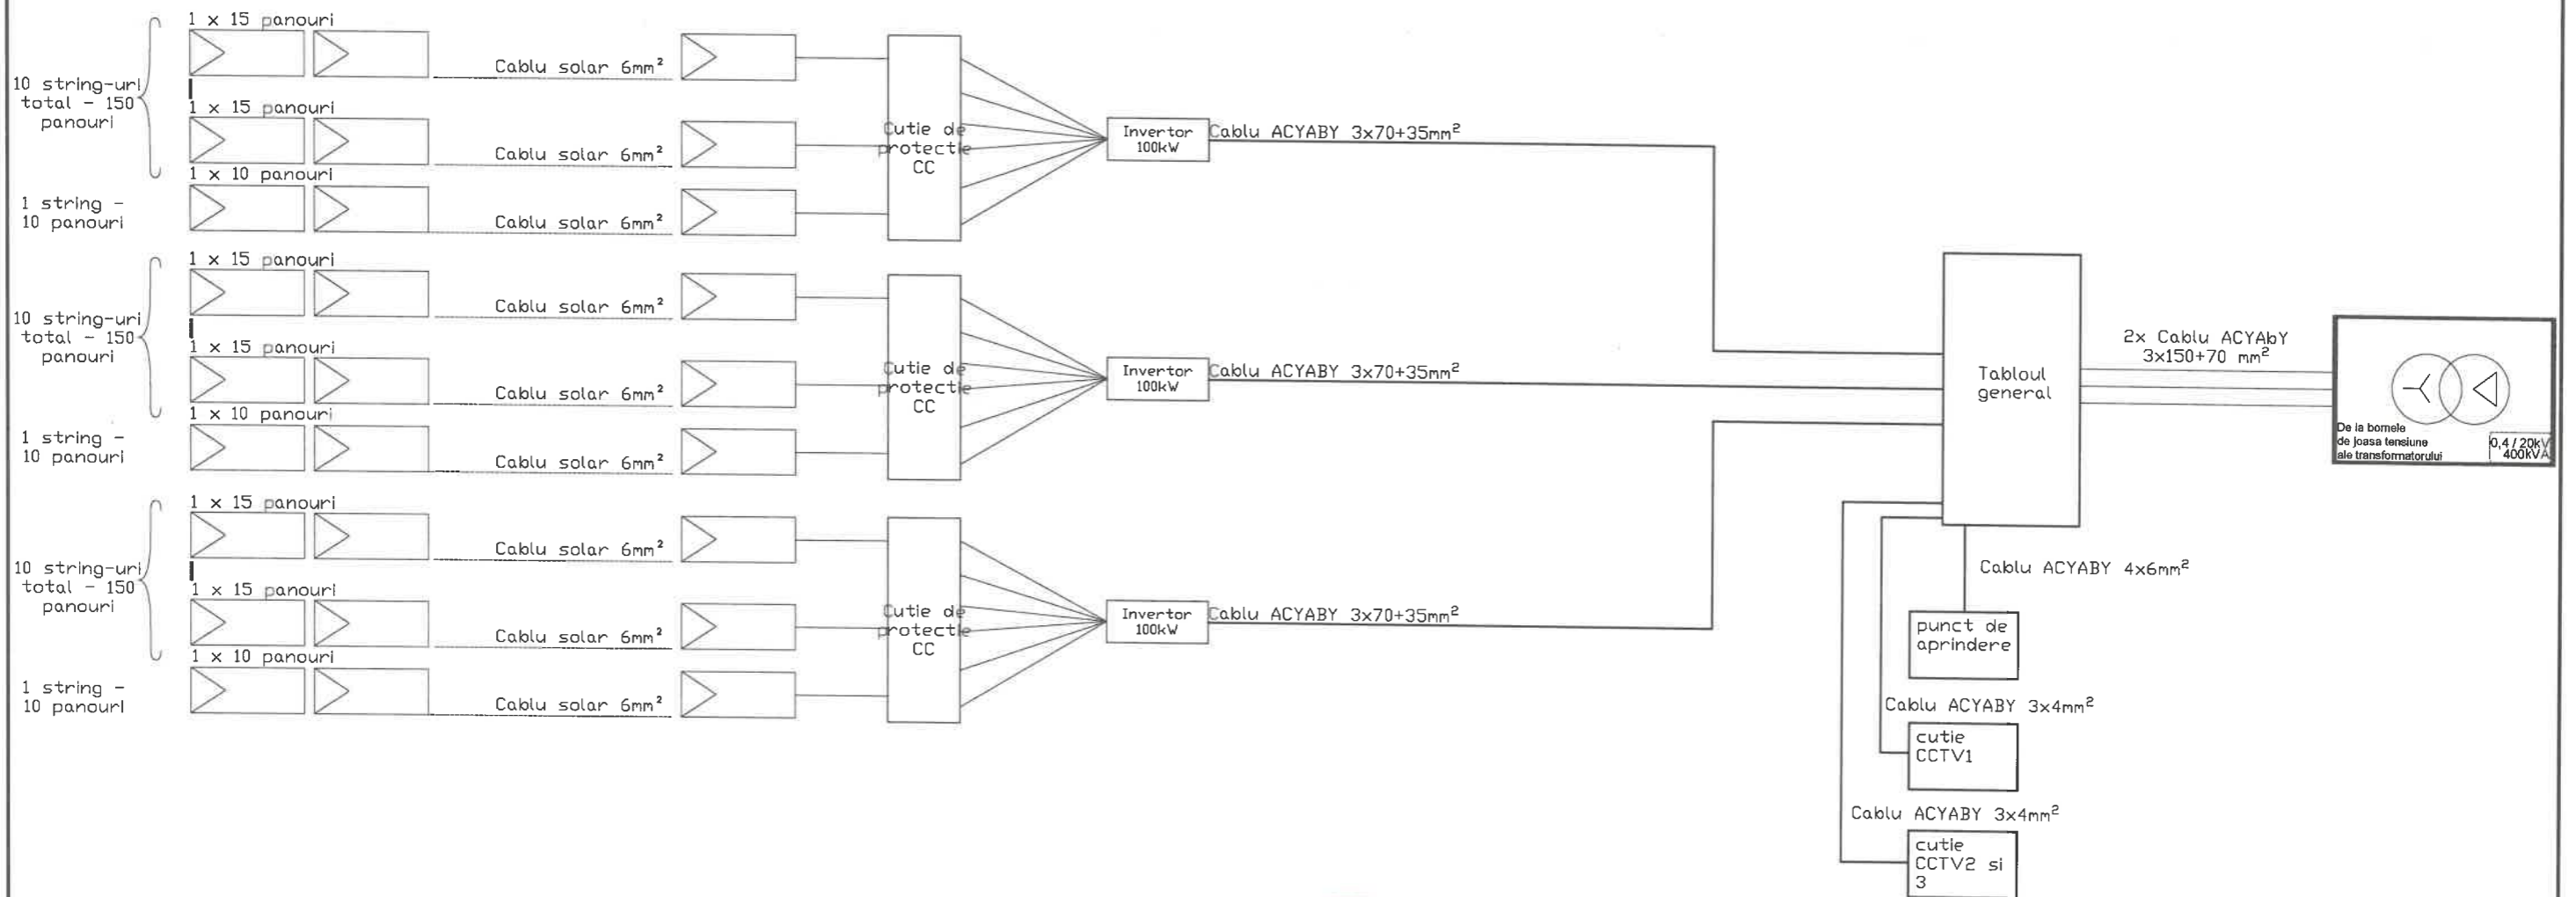 1 x 15 panouri
Cablu solar 6mm²
10 string-uri
total - 150
panouri
1 x 15 panouri
Cablu solar 6mm²
1 x 10 panouri
Cablu solar 6mm²
1 string -
10 panouri
Cutie de
protectie
CC
Invertor
100kW
Cablu ACYABY 3x70+35mm²
1 x 15 panouri
Cablu solar 6mm²
10 string-uri
total - 150
panouri
1 x 15 panouri
Cablu solar 6mm²
1 x 10 panouri
Cablu solar 6mm²
1 string -
10 panouri
Cutie de
protectie
CC
Invertor
100kW
Cablu ACYABY 3x70+35mm²
1 x 15 panouri
Cablu solar 6mm²
10 string-uri
total - 150
panouri
1 x 15 panouri
Cablu solar 6mm²
1 x 10 panouri
Cablu solar 6mm²
1 string -
10 panouri
Cutie de
protectie
CC
Invertor
100kW
Cablu ACYABY 3x70+35mm²
Tabloul
general
2x Cablu ACYAbY
3x150+70 mm²
De la bornele
de joasa tensiune
ale transformatorului
0,4 / 20kV
400kVA
Cablu ACYABY 4x6mm²
punct de
aprindere
Cablu ACYABY 3x4mm²
cutie
CCTV1
Cablu ACYABY 3x4mm²
cutie
CCTV2 si
3